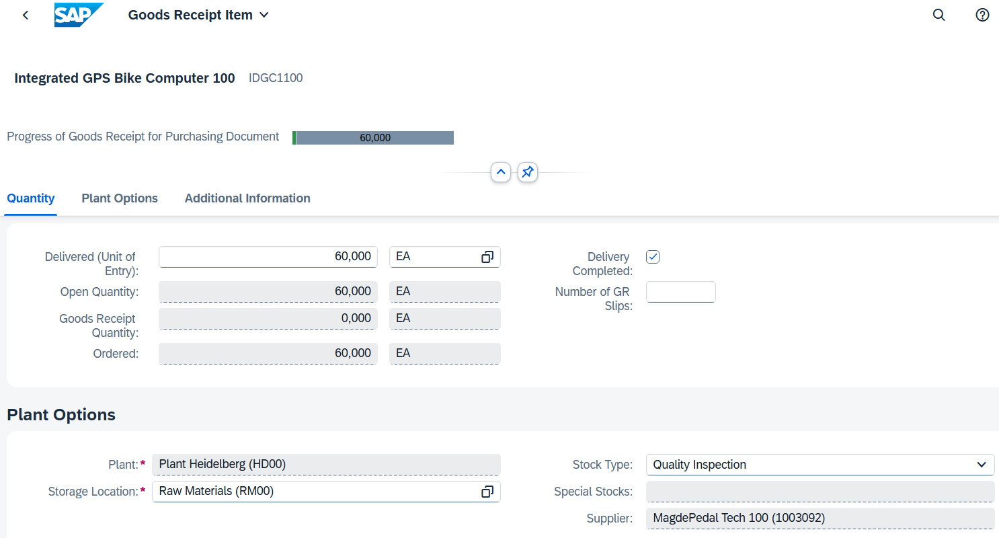 SAP Goods Receipt Item
Integrated GPS Bike Computer 100 IDGC1100
Progress of Goods Receipt for Purchasing Document 60,000
Quantity Plant Options Additional Information
Delivered (Unit of 60,000 EA Delivery
Entry): Completed:
Open Quantity: 60,000 EA Number of GR
Slips:
Goods Receipt 0,000 EA
Quantity:
Ordered: 60,000 EA
Plant Options
Plant:* Plant Heidelberg (HD00) Stock Type: Quality Inspection
Storage Location:* Raw Materials (RM00) Special Stocks:
Supplier: MagdePedal Tech 100 (1003092)